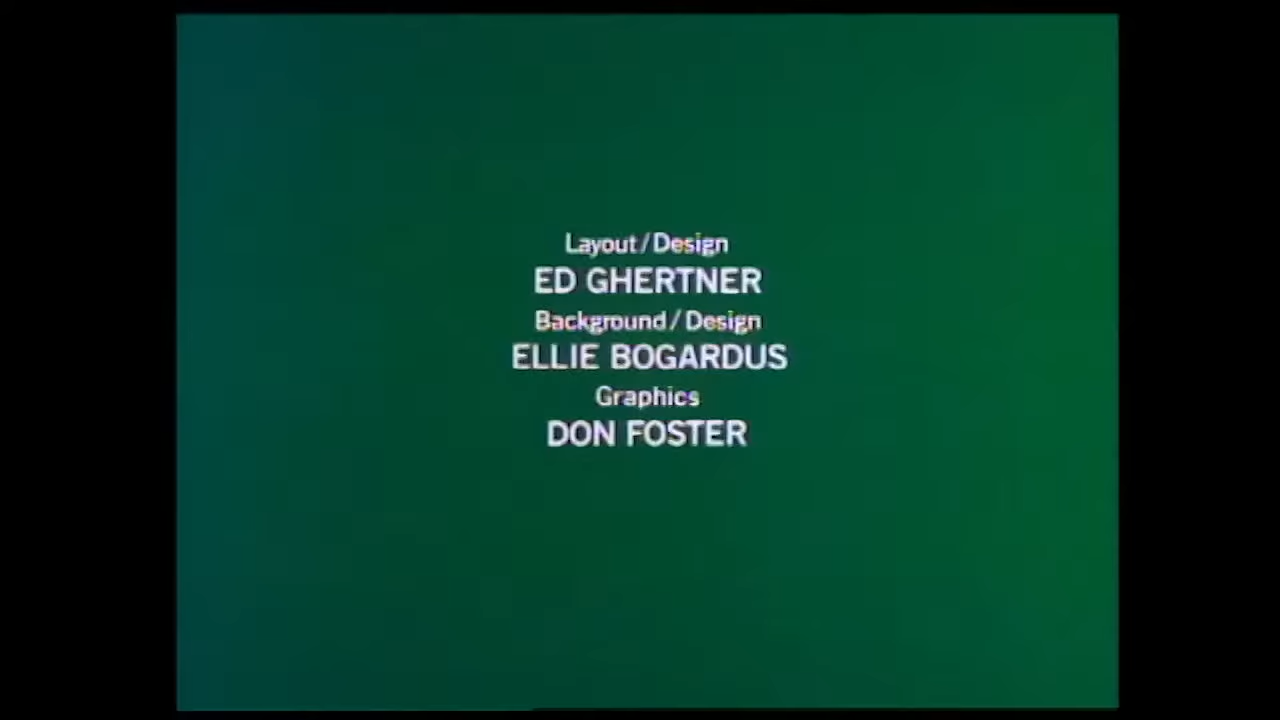 Layout/Design
ED GHERTNER
Background/Design
ELLIE BOGARDUS
Graphics
DON FOSTER